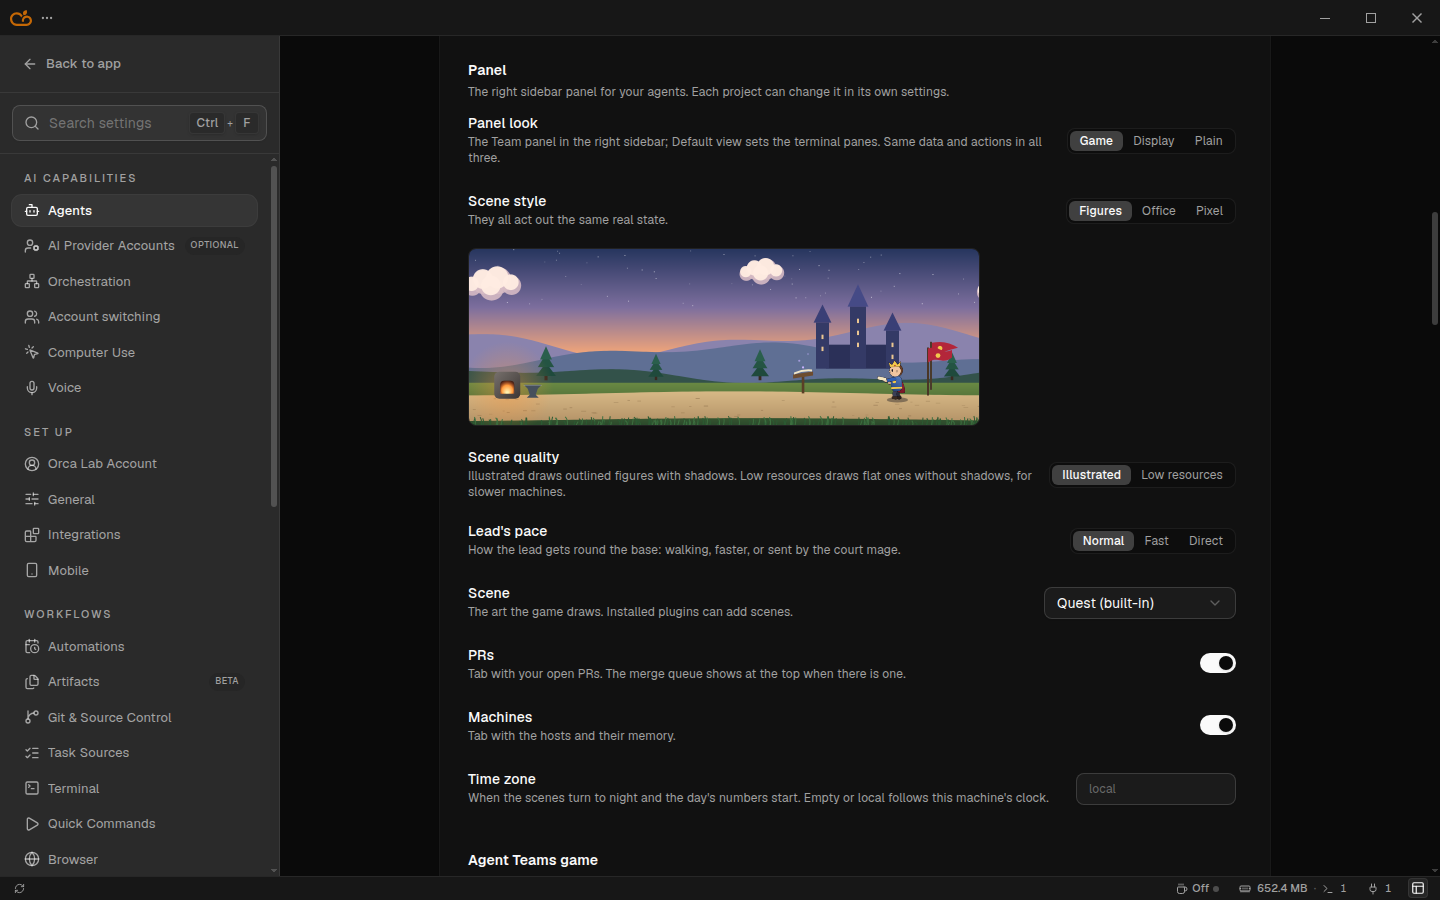 Back to app
Search settings
Ctrl + F
AI CAPABILITIES
Agents
AI Provider Accounts OPTIONAL
Orchestration
Account switching
Computer Use
Voice
SET UP
Orca Lab Account
General
Integrations
Mobile
WORKFLOWS
Automations
Artifacts BETA
Git & Source Control
Task Sources
Terminal
Quick Commands
Browser
Panel
The right sidebar panel for your agents. Each project can change it in its own settings.
Panel look
The Team panel in the right sidebar; Default view sets the terminal panes. Same data and actions in all
three.
Game Display Plain
Scene style
They all act out the same real state.
Figures Office Pixel
Scene quality
Illustrated draws outlined figures with shadows. Low resources draws flat ones without shadows, for
slower machines.
Illustrated Low resources
Lead's pace
How the lead gets round the base: walking, faster, or sent by the court mage.
Normal Fast Direct
Scene
The art the game draws. Installed plugins can add scenes.
Quest (built-in)
PRs
Tab with your open PRs. The merge queue shows at the top when there is one.
Machines
Tab with the hosts and their memory.
Time zone
When the scenes turn to night and the day's numbers start. Empty or local follows this machine's clock.
local
Agent Teams game
Off 652.4 MB · 1 1